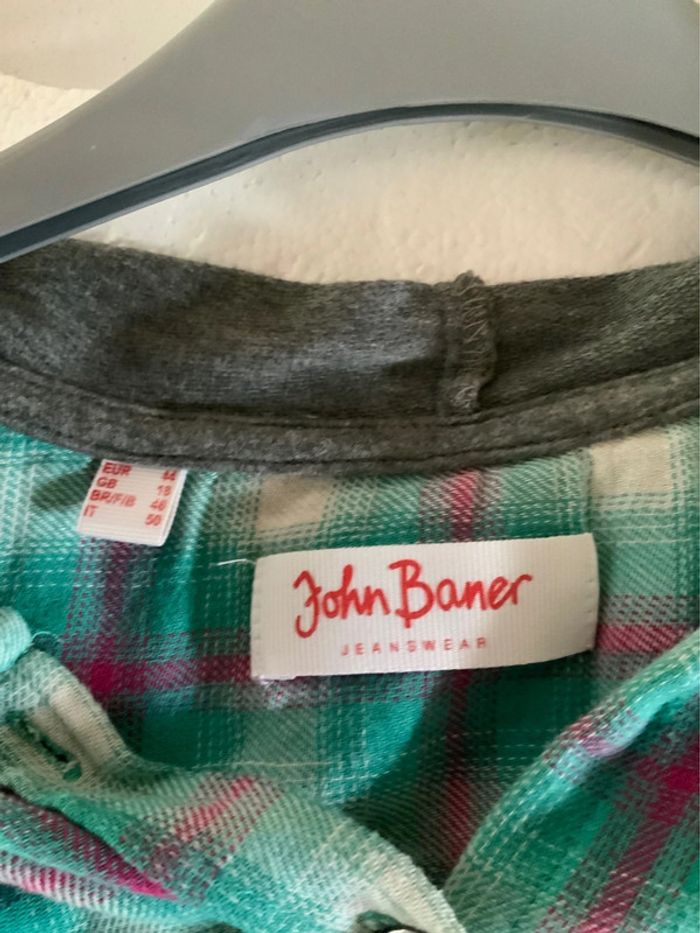 EUR 44
GB 18
BR/F/B 46
IT 50
John Baner
JEANSWEAR